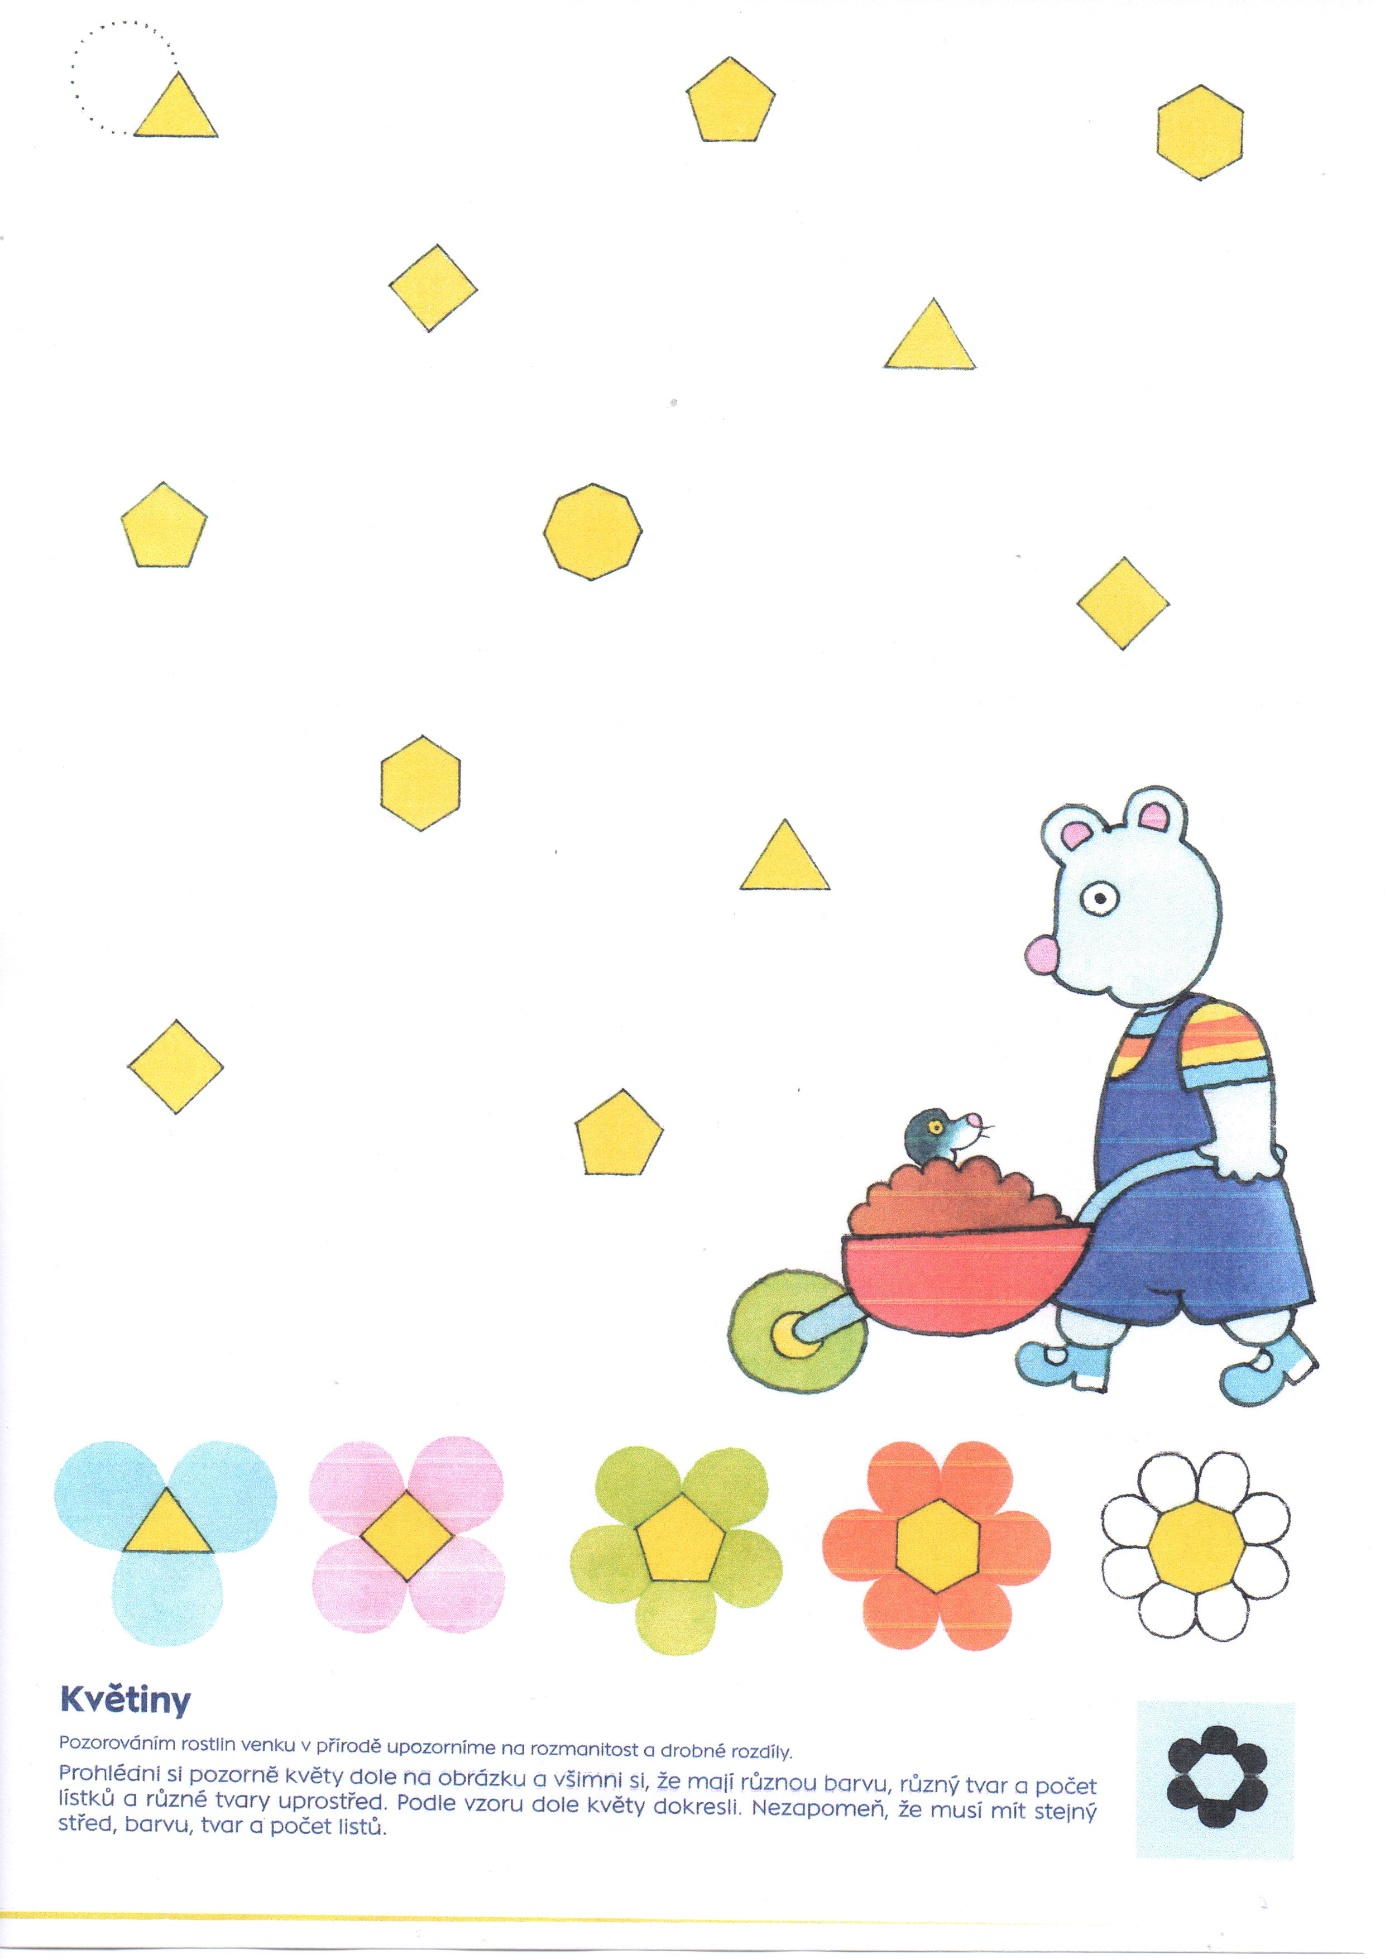 Květiny
Pozorováním rostlin venku v přírodě upozorníme na rozmanitost a drobné rozdíly.
Prohlédni si pozorně květy dole na obrázku a všimni si, že mají různou barvu, různý tvar a počet
lístků a různé tvary uprostřed. Podle vzoru dole květy dokresli. Nezapomeň, že musí mít stejný
střed, barvu, tvar a počet listů.